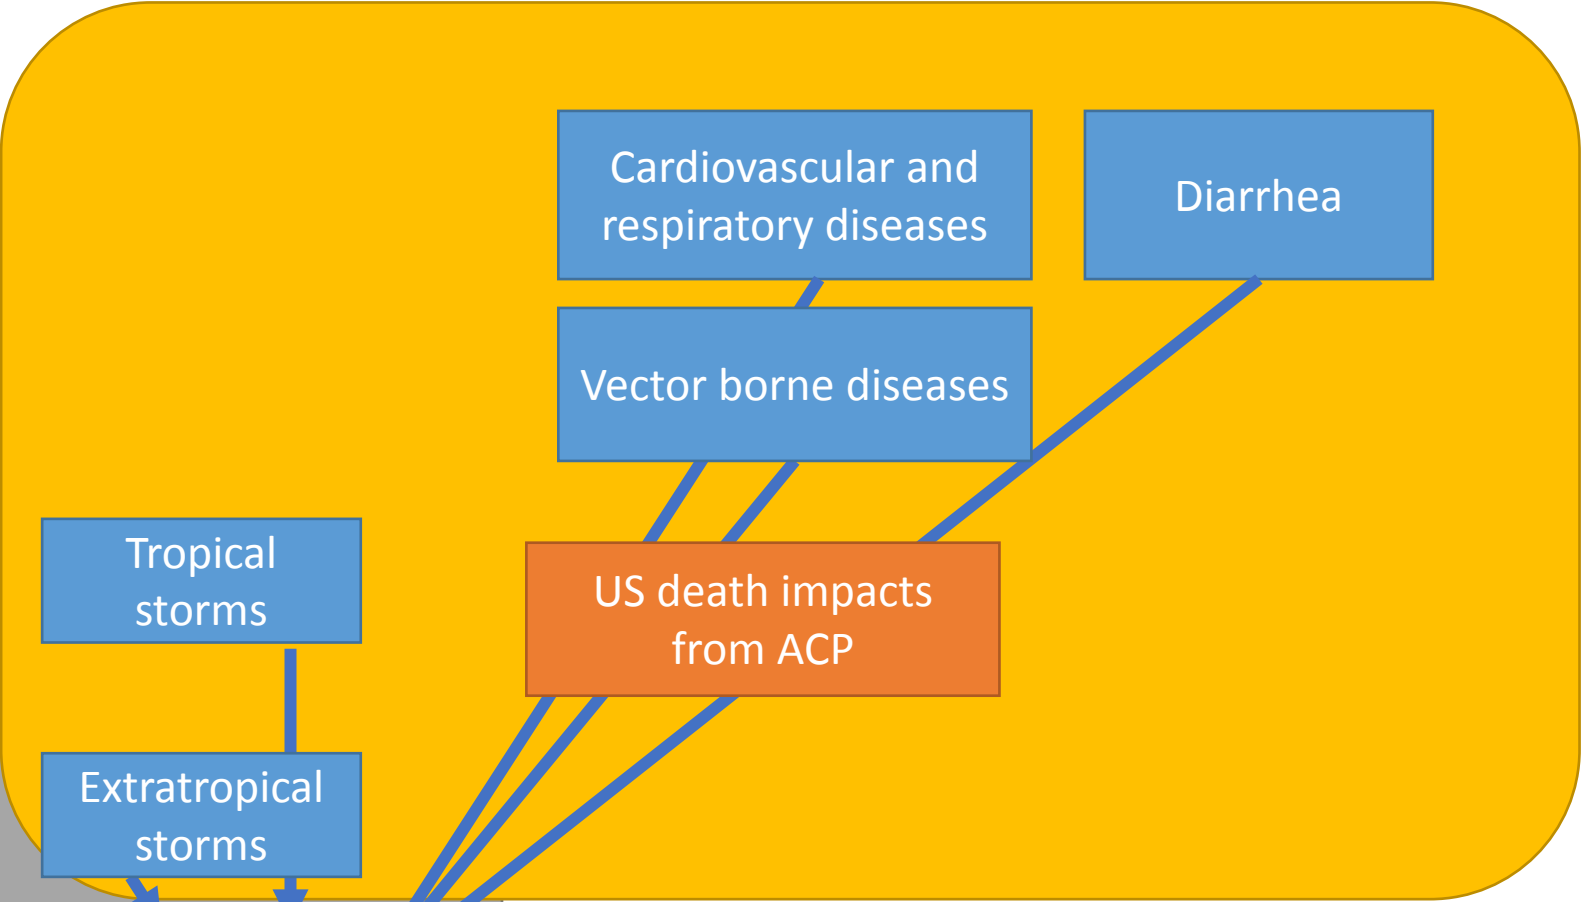 Cardiovascular and
respiratory diseases
Diarrhea
Vector borne diseases
Tropical
storms
US death impacts
from ACP
Extratropical
storms